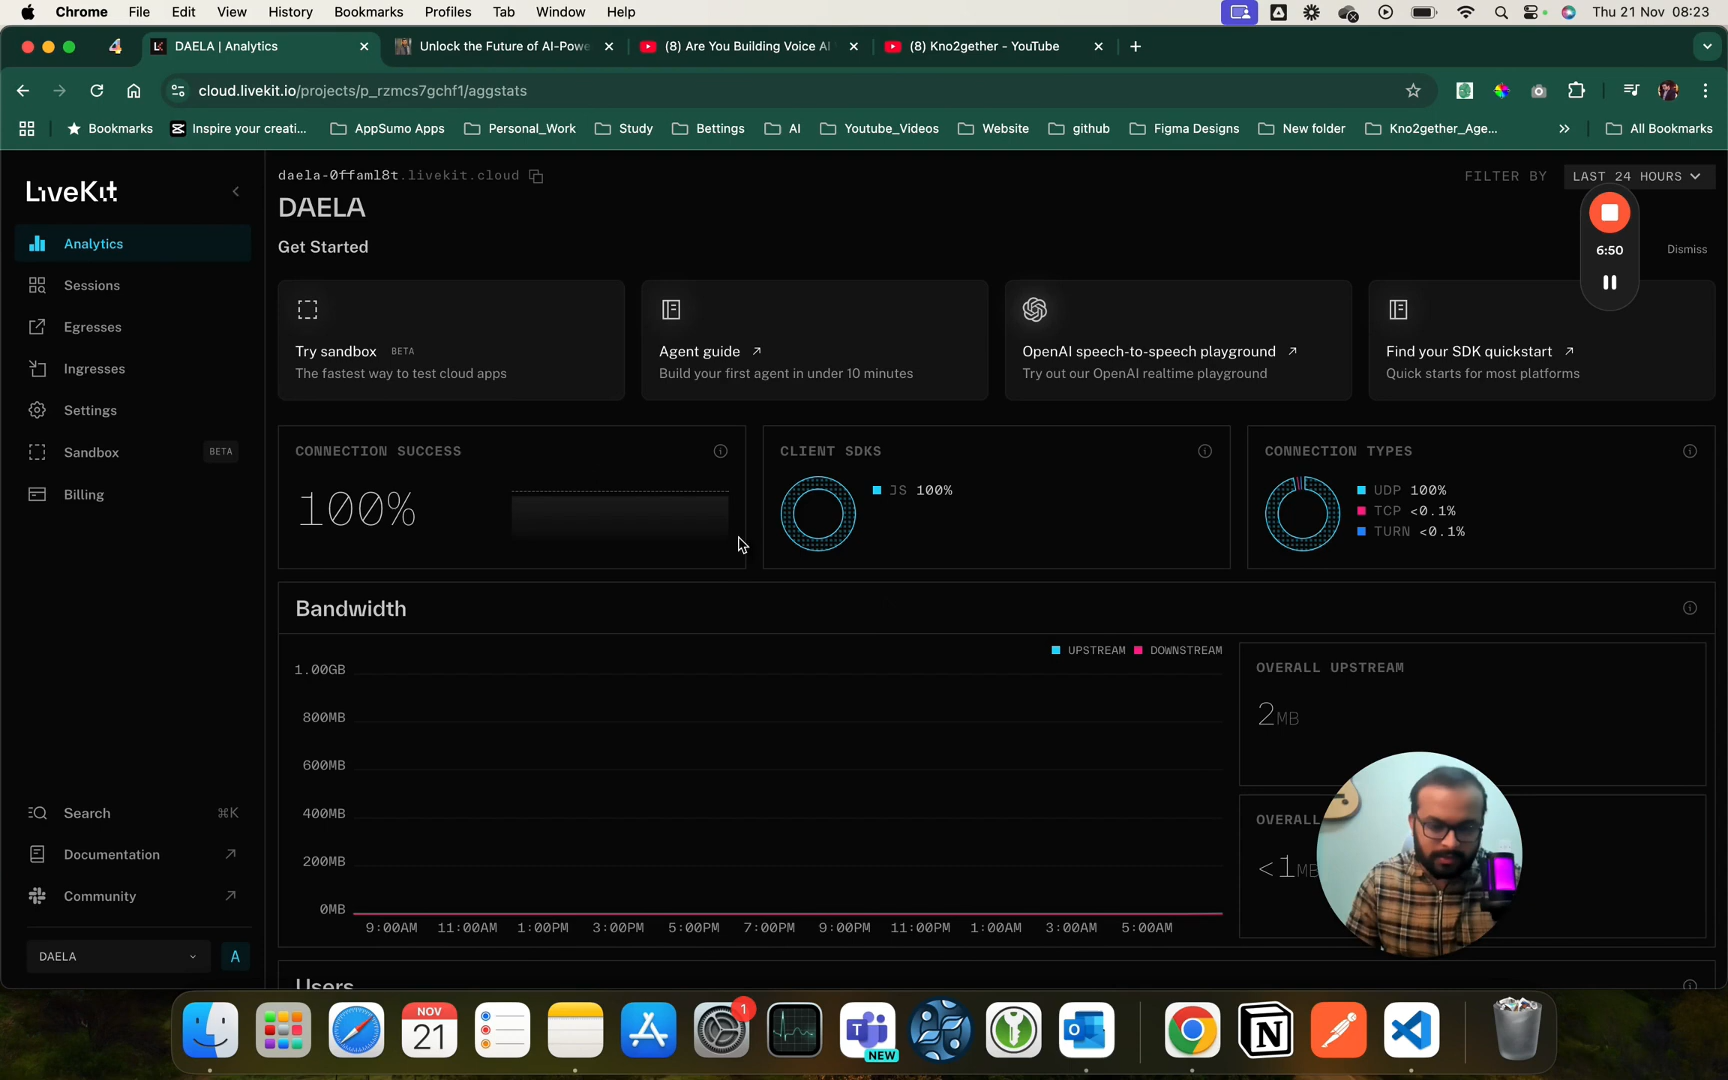 Chrome File Edit View History Bookmarks Profiles Tab Window Help Thu 21 Nov 08:23
4 DAELA | Analytics Unlock the Future of AI-Powe (8) Are You Building Voice AI (8) Kno2gether - YouTube
cloud.livekit.io/projects/p_rzmcs7gchf1/aggstats
Bookmarks Inspire your creati... AppSumo Apps Personal_Work Study Bettings AI Youtube_Videos Website github Figma Designs New folder Kno2gether_Age... All Bookmarks
LiveKit
Analytics
Sessions
Egresses
Ingresses
Settings
Sandbox BETA
Billing
Search ⌘K
Documentation
Community
DAELA A
daela-0ffaml8t.livekit.cloud
FILTER BY LAST 24 HOURS
DAELA
Get Started
Dismiss
6:50
Try sandbox BETA
The fastest way to test cloud apps
Agent guide
Build your first agent in under 10 minutes
OpenAI speech-to-speech playground
Try out our OpenAI realtime playground
Find your SDK quickstart
Quick starts for most platforms
CONNECTION SUCCESS
100%
CLIENT SDKS
JS 100%
CONNECTION TYPES
UDP 100%
TCP <0.1%
TURN <0.1%
Bandwidth
UPSTREAM DOWNSTREAM
1.00GB
800MB
600MB
400MB
200MB
0MB
9:00AM 11:00AM 1:00PM 3:00PM 5:00PM 7:00PM 9:00PM 11:00PM 1:00AM 3:00AM 5:00AM
OVERALL UPSTREAM
2MB
OVERALL
<1MB
Users
NOV
21
1
NEW